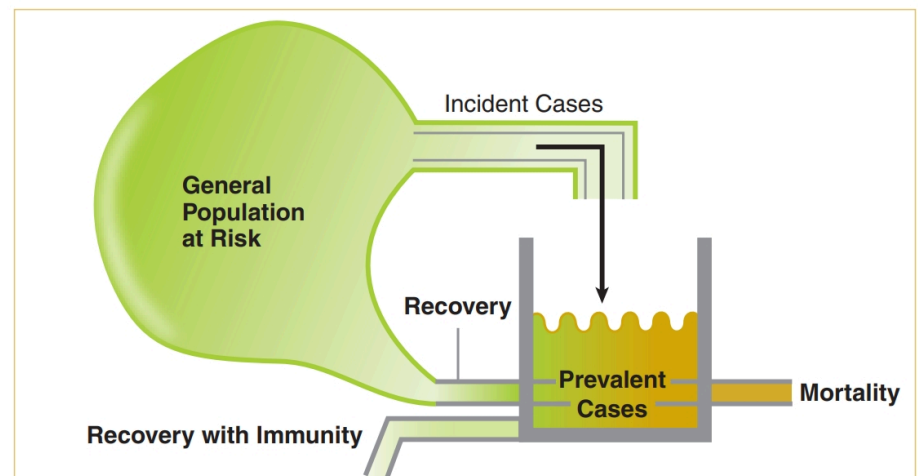 Incident Cases
General
Population
at Risk
Recovery
Prevalent
Cases
Mortality
Recovery with Immunity